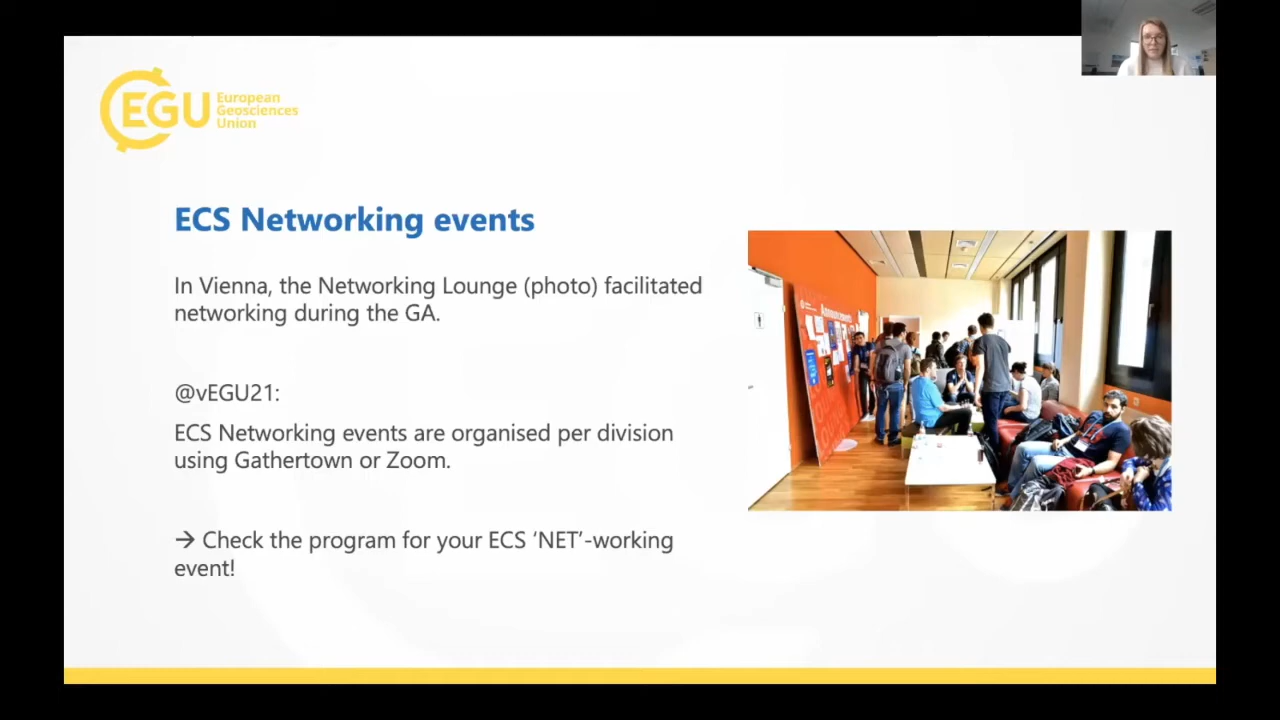 EGU
European
Geosciences
Union
ECS Networking events
In Vienna, the Networking Lounge (photo) facilitated
networking during the GA.
@vEGU21:
ECS Networking events are organised per division
using Gathertown or Zoom.
→ Check the program for your ECS ‘NET’-working
event!
Announcements